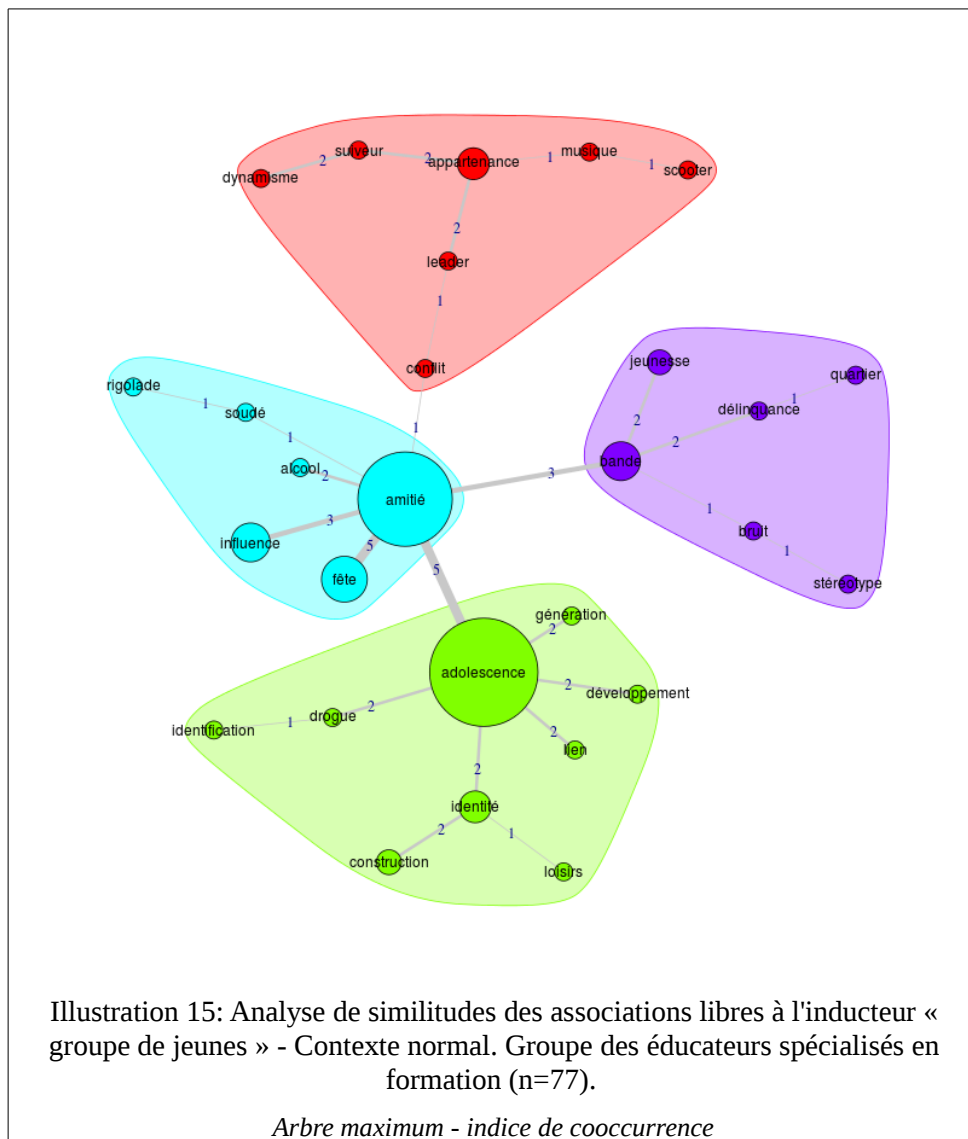 suiveur
2
2
appartenance
1
musique
1
scooter
dynamisme
2
leader
1
conflit
1
rigolade
1
soudé
1
alcool
2
amitié
3
influence
5
fête
5
3
jeunesse
quartier
1
délinquance
2
2
bande
1
bruit
1
stéréotype
génération
2
adolescence
2
développement
2
lien
drogue
2
1
identification
2
identité
2
1
construction
loisirs
Illustration 15: Analyse de similitudes des associations libres à l'inducteur «
groupe de jeunes » - Contexte normal. Groupe des éducateurs spécialisés en
formation (n=77).
Arbre maximum - indice de cooccurrence